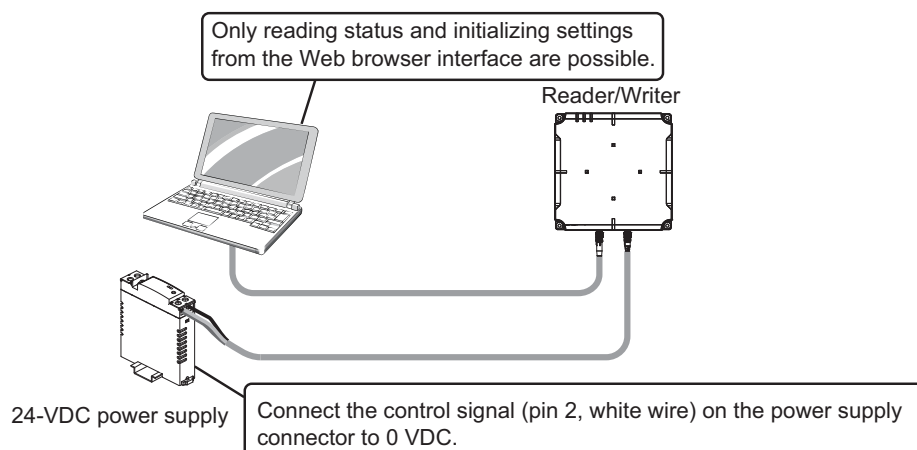 Only reading status and initializing settings
from the Web browser interface are possible.
Reader/Writer
24-VDC power supply
Connect the control signal (pin 2, white wire) on the power supply
connector to 0 VDC.